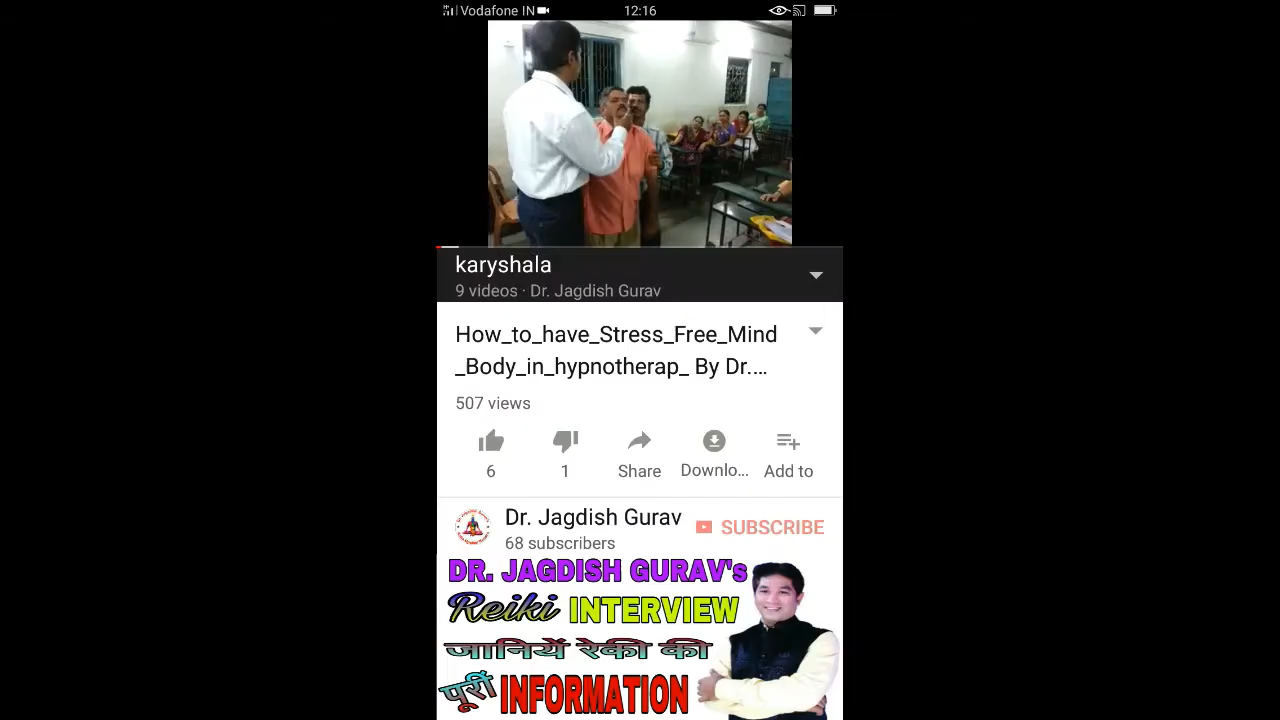 Vodafone IN
12:16
karyshala
9 videos · Dr. Jagdish Gurav
How_to_have_Stress_Free_Mind
_Body_in_hypnotherap_ By Dr.…
507 views
6
1
Share
Downlo...
Add to
Dr. Jagdish Gurav
SUBSCRIBE
68 subscribers
DR. JAGDISH GURAV's
Reiki INTERVIEW
जानियें रेकी की
पूर्री INFORMATION